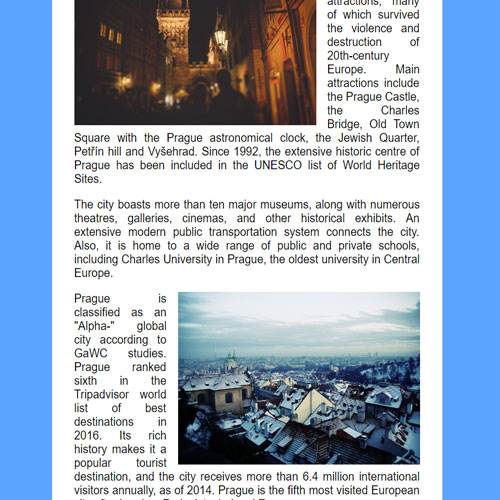 attractions, many
of which survived
the violence and
destruction of
20th-century
Europe. Main
attractions include
the Prague Castle,
the Charles
Bridge, Old Town
Square with the Prague astronomical clock, the Jewish Quarter,
Petřín hill and Vyšehrad. Since 1992, the extensive historic centre of
Prague has been included in the UNESCO list of World Heritage
Sites.
The city boasts more than ten major museums, along with numerous
theatres, galleries, cinemas, and other historical exhibits. An
extensive modern public transportation system connects the city.
Also, it is home to a wide range of public and private schools,
including Charles University in Prague, the oldest university in Central
Europe.
Prague is
classified as an
"Alpha-" global
city according to
GaWC studies.
Prague ranked
sixth in the
Tripadvisor world
list of best
destinations in
2016. Its rich
history makes it a
popular tourist
destination, and the city receives more than 6.4 million international
visitors annually, as of 2014. Prague is the fifth most visited European